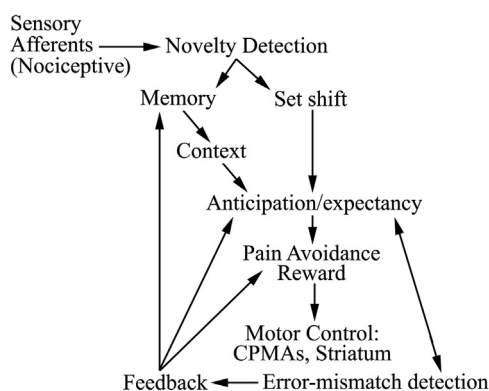 Sensory
Afferents
(Nociceptive)
Novelty Detection
Memory
Set shift
Context
Anticipation/expectancy
Pain Avoidance
Reward
Motor Control:
CPMAs, Striatum
Feedback
Error-mismatch detection